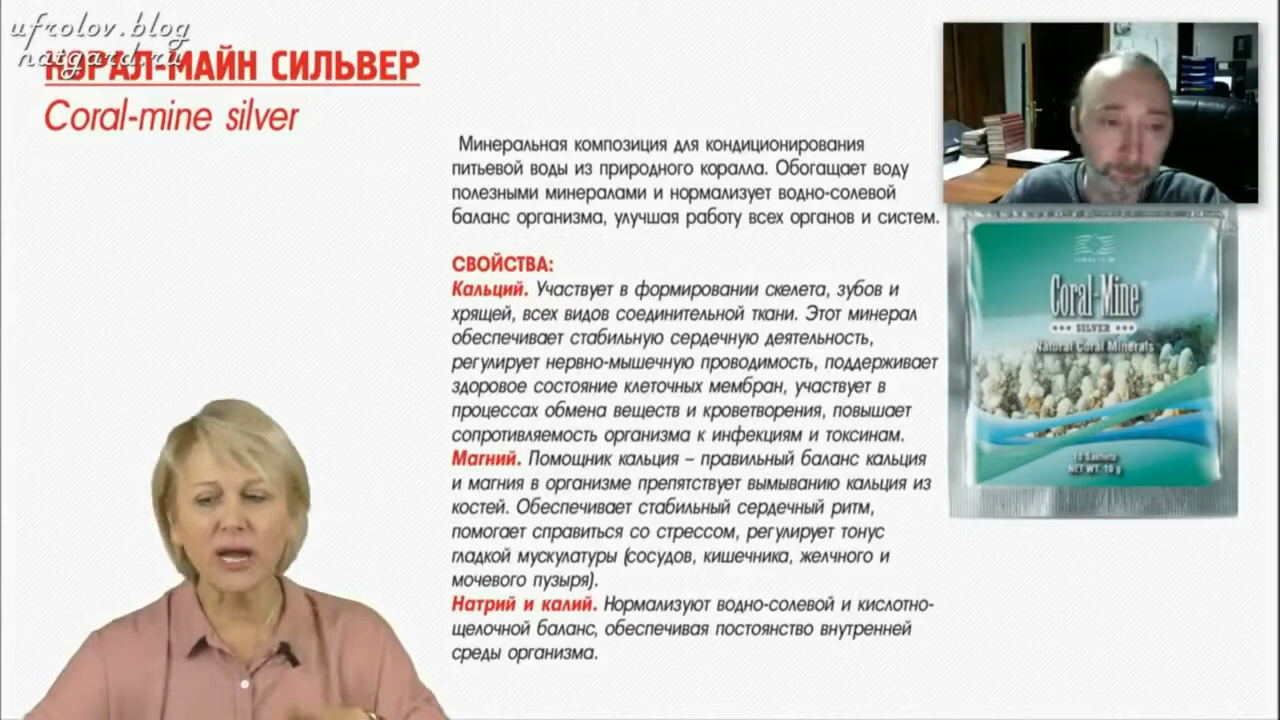 ufrolov.blog
natgard.ru
КОРАЛ-МАЙН СИЛЬВЕР
Coral-mine silver
Минеральная композиция для кондиционирования
питьевой воды из природного коралла. Обогащает воду
полезными минералами и нормализует водно-солевой
баланс организма, улучшая работу всех органов и систем.
СВОЙСТВА:
Кальций. Участвует в формировании скелета, зубов и
хрящей, всех видов соединительной ткани. Этот минерал
обеспечивает стабильную сердечную деятельность,
регулирует нервно-мышечную проводимость, поддерживает
здоровое состояние клеточных мембран, участвует в
процессах обмена веществ и кроветворения, повышает
сопротивляемость организма к инфекциям и токсинам.
Магний. Помощник кальция – правильный баланс кальция
и магния в организме препятствует вымыванию кальция из
костей. Обеспечивает стабильный сердечный ритм,
помогает справиться со стрессом, регулирует тонус
гладкой мускулатуры (сосудов, кишечника, желчного и
мочевого пузыря).
Натрий и калий. Нормализуют водно-солевой и кислотно-
щелочной баланс, обеспечивая постоянство внутренней
среды организма.
Coral-Mine
SILVER
Natural Coral Minerals
10 Sachets
NET WT. 10 g